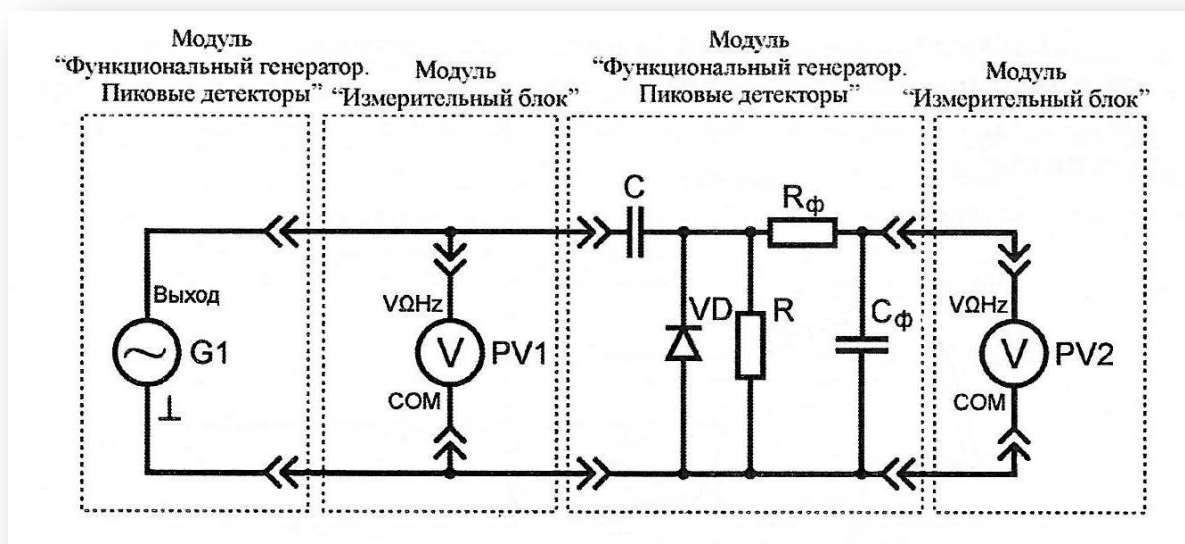 Модуль
“Функциональный генератор.
Пиковые детекторы”
Модуль
“Измерительный блок”
Модуль
“Функциональный генератор.
Пиковые детекторы”
Модуль
“Измерительный блок”
Выход
G1
⊥
VΩHz
V
PV1
COM
C
VD
R
Rф
Cф
VΩHz
V
PV2
COM